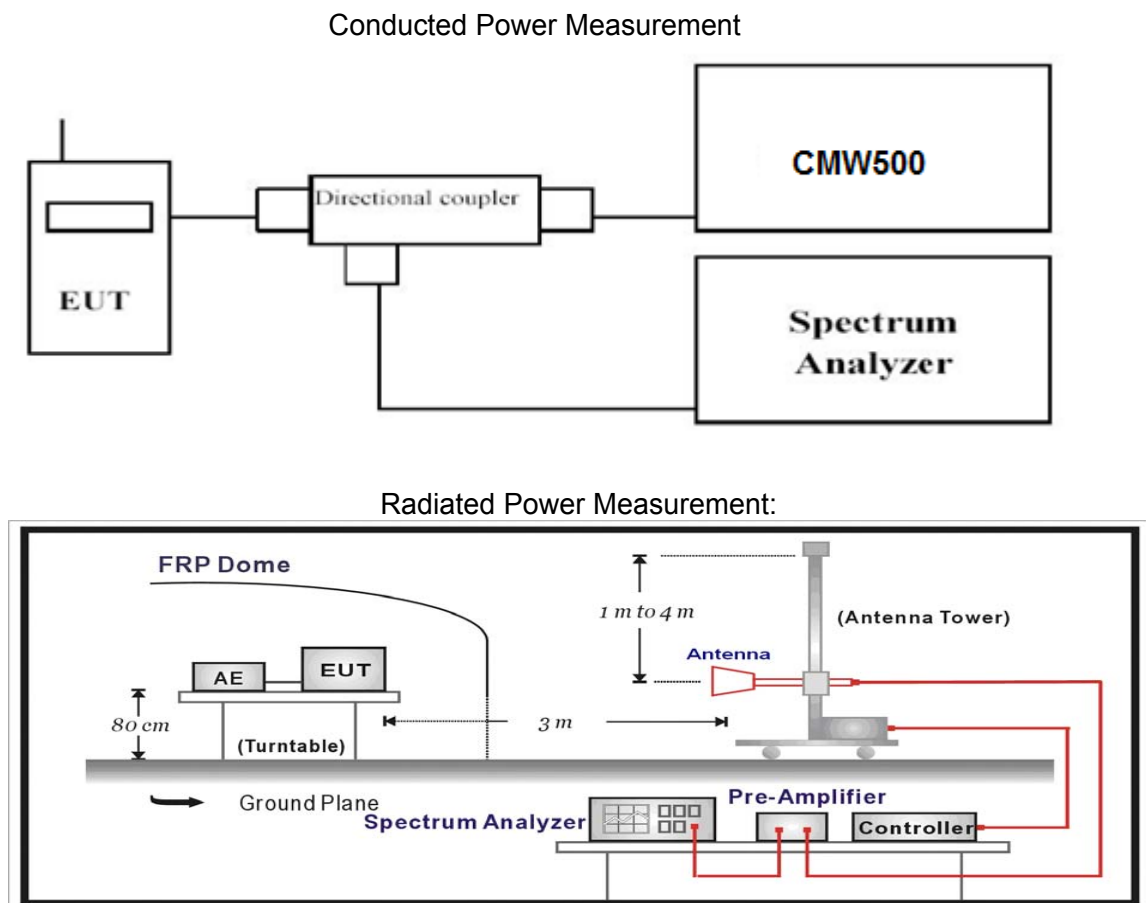 Conducted Power Measurement
EUT
Directional coupler
CMW500
Spectrum
Analyzer
Radiated Power Measurement:
FRP Dome
1 m to 4 m
(Antenna Tower)
Antenna
AE
EUT
80 cm
3 m
(Turntable)
Ground Plane
Pre-Amplifier
Spectrum Analyzer
Controller